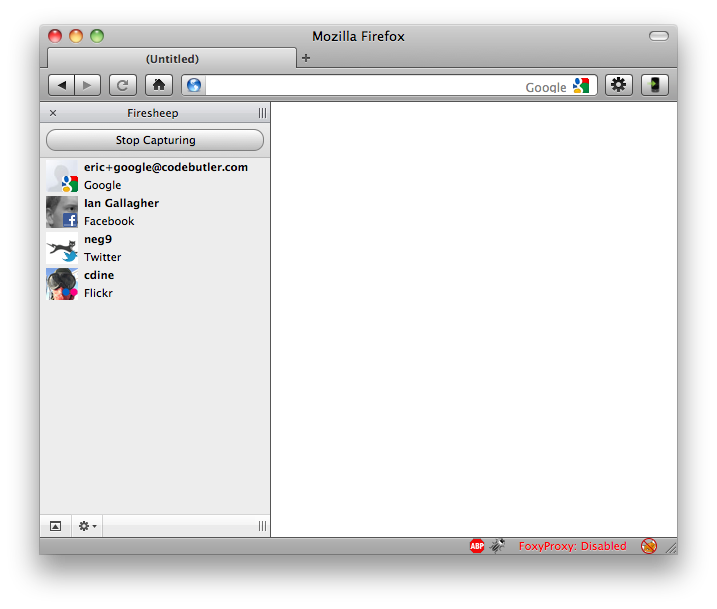 Mozilla Firefox
(Untitled)
Google
Firesheep
Stop Capturing
eric+google@codebutler.com
Google
Ian Gallagher
Facebook
neg9
Twitter
cdine
Flickr
ABP
FoxyProxy: Disabled